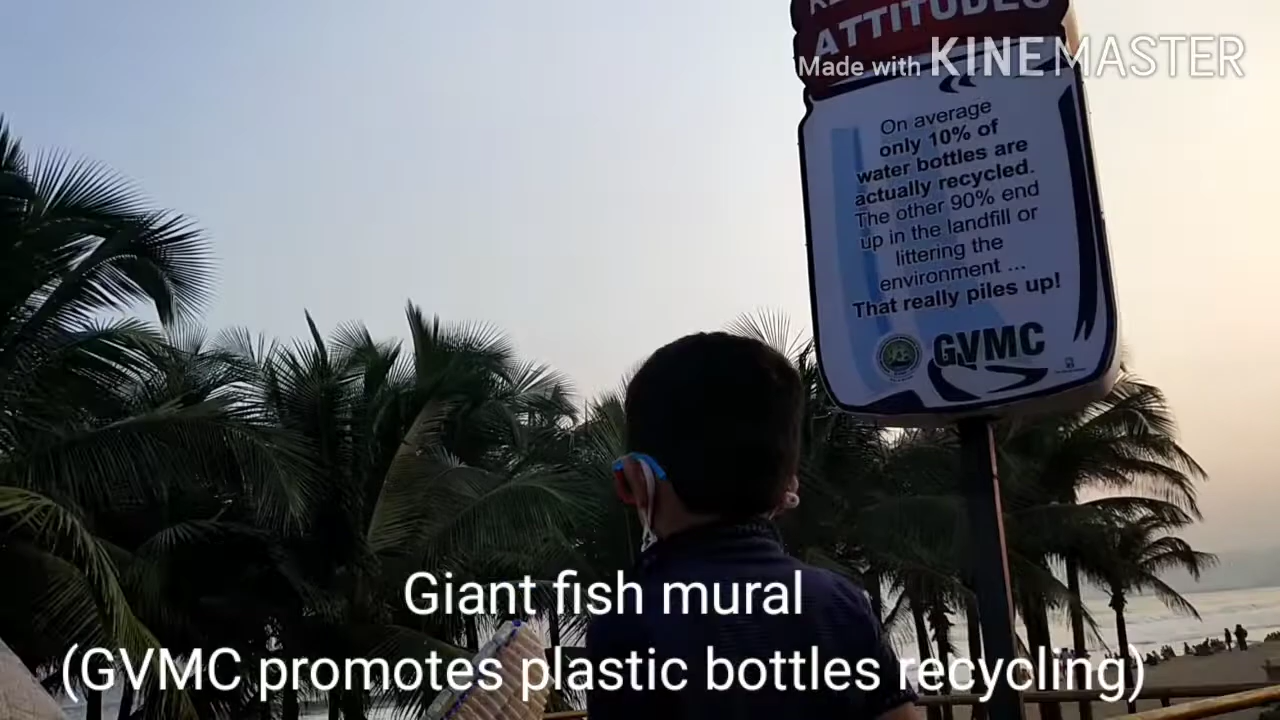 ATTITUDES
Made with KINEMASTER
On average
only 10% of
water bottles are
actually recycled.
The other 90% end
up in the landfill or
littering the
environment ...
That really piles up!
GVMC
Giant fish mural
(GVMC promotes plastic bottles recycling)